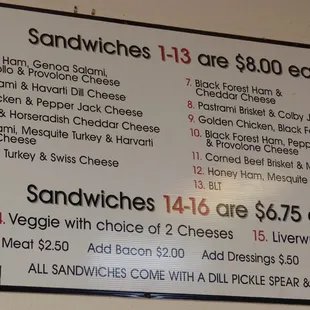 Sandwiches 1-13 are $8.00 ea
Ham, Genoa Salami,
& Provolone Cheese
& Havarti Dill Cheese
& Pepper Jack Cheese
& Horseradish Cheddar Cheese
Mesquite Turkey & Havarti
Cheese
Turkey & Swiss Cheese
7. Black Forest Ham &
Cheddar Cheese
8. Pastrami Brisket & Colby J
9. Golden Chicken, Black Fo
10. Black Forest Ham, Pepp
& Provolone Cheese
11. Corned Beef Brisket & M
12. Honey Ham, Mesquite
13. BLT
Sandwiches 14-16 are $6.75
Veggie with choice of 2 Cheeses
15. Liverw
Meat $2.50 Add Bacon $2.00 Add Dressings $.50
ALL SANDWICHES COME WITH A DILL PICKLE SPEAR &